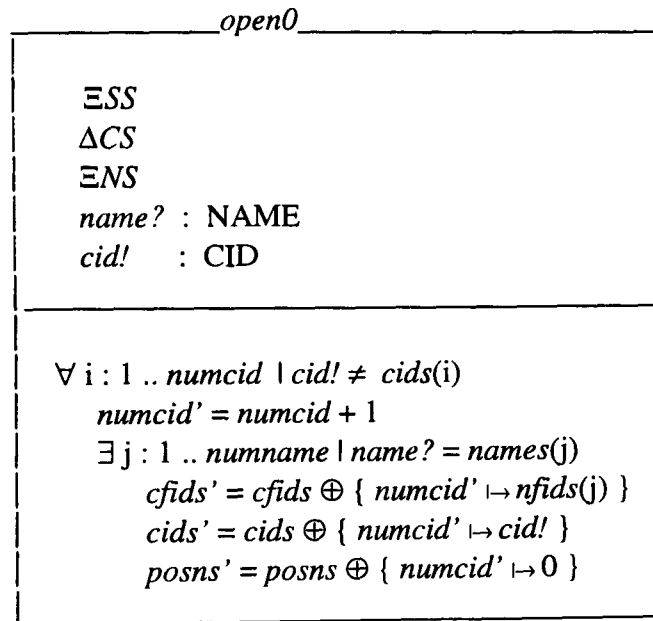 open0
ΞSS
ΔCS
ΞNS
name? : NAME
cid! : CID
∀ i : 1 .. numcid | cid! ≠ cids(i)
numcid' = numcid + 1
∃ j : 1 .. numname | name? = names(j)
cfids' = cfids ⊕ { numcid' ↦ nfids(j) }
cids' = cids ⊕ { numcid' ↦ cid! }
posns' = posns ⊕ { numcid' ↦ 0 }